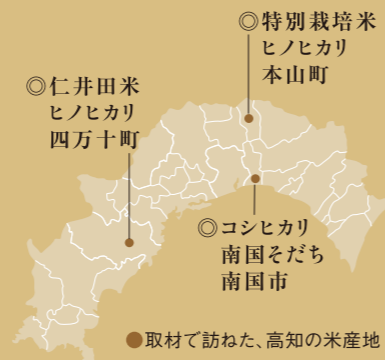 ◎特別栽培米
ヒノヒカリ
本山町
◎仁井田米
ヒノヒカリ
四万十町
◎コシヒカリ
南国そだち
南国市
●取材で訪ねた、高知の米産地